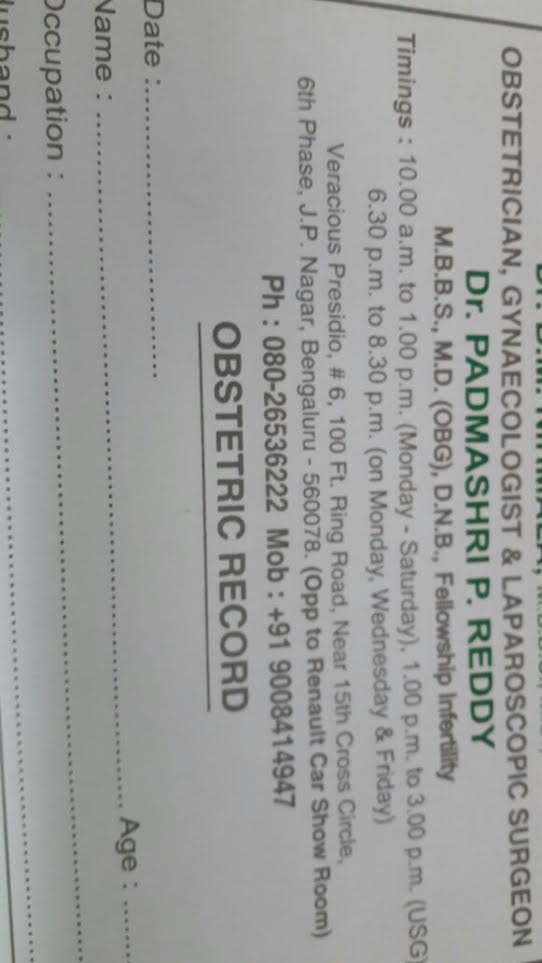 OBSTETRICIAN, GYNAECOLOGIST & LAPAROSCOPIC SURGEON
Dr. PADMASHRI P. REDDY
M.B.B.S., M.D. (OBG), D.N.B., Fellowship Infertility
Timings : 10.00 a.m. to 1.00 p.m. (Monday - Saturday), 1.00 p.m. to 3.00 p.m. (USG)
6.30 p.m. to 8.30 p.m. (on Monday, Wednesday & Friday)
Veracious Presidio, # 6, 100 Ft. Ring Road, Near 15th Cross Circle,
6th Phase, J.P. Nagar, Bengaluru - 560078. (Opp to Renault Car Show Room)
Ph : 080-26536222 Mob : +91 9008414947
OBSTETRIC RECORD
Date :
Name : Age :
Occupation :
Husband :